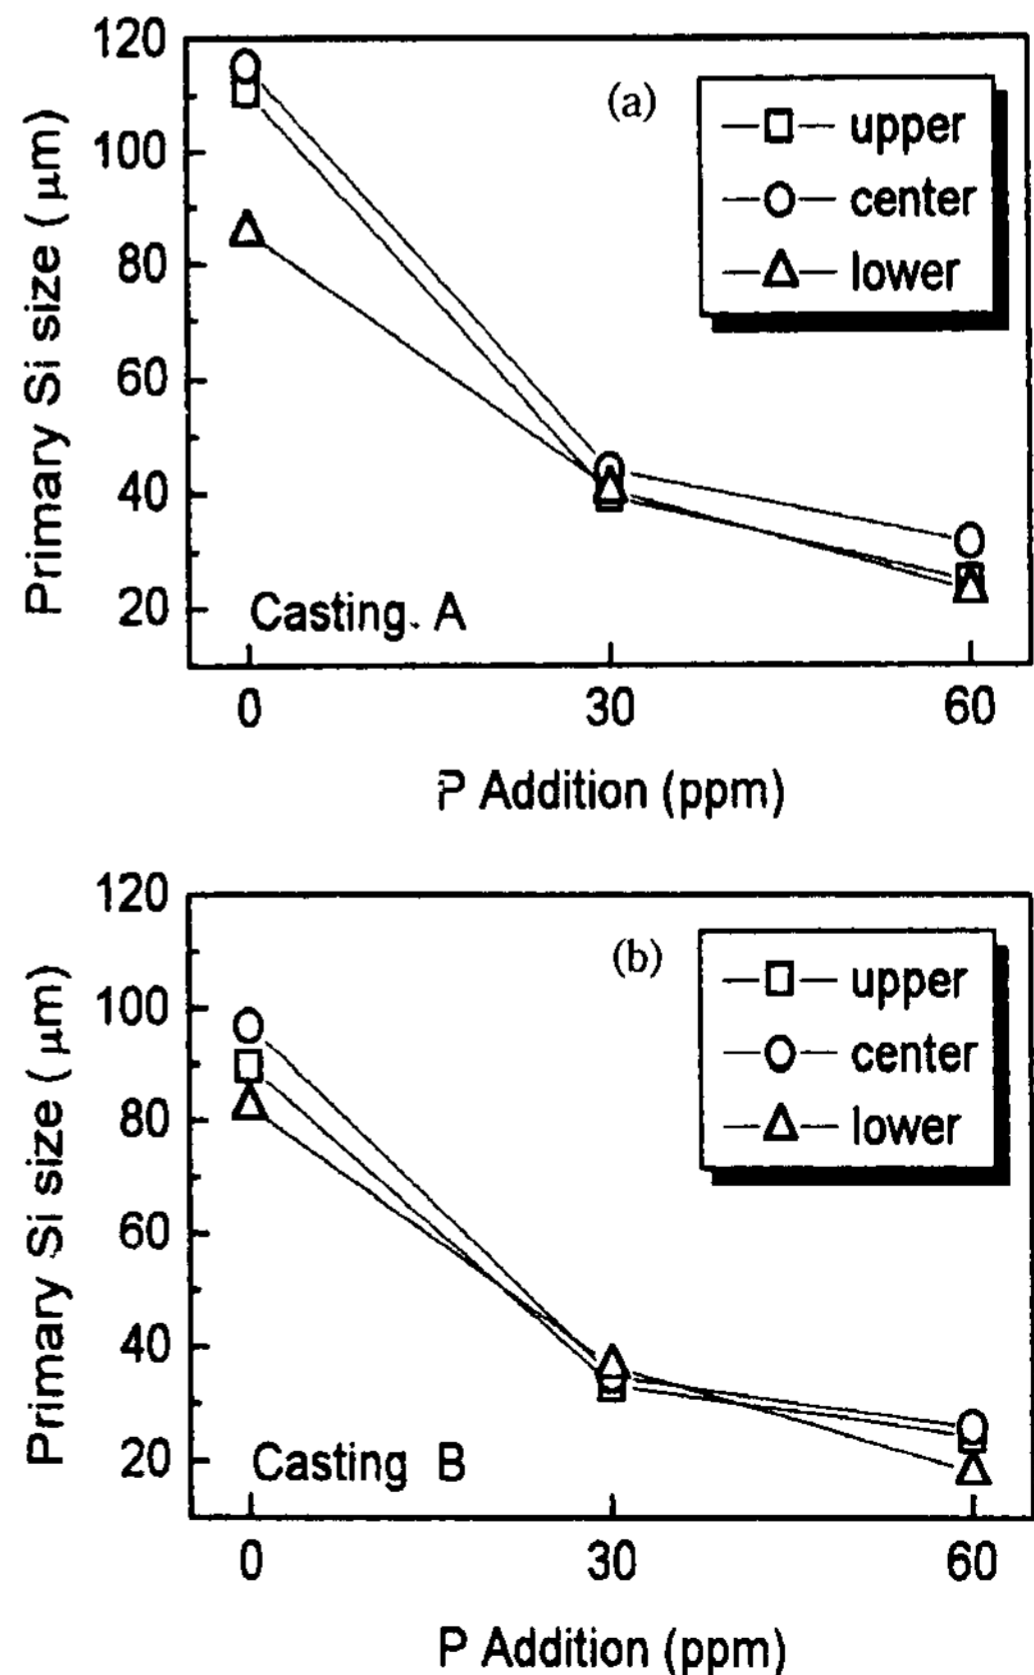 120
100
80
60
40
20
Primary Si size ( μm)
(a)
upper
center
lower
Casting A
0 30 60
P Addition (ppm)
120
100
80
60
40
20
Primary Si size ( μm)
(b)
upper
center
lower
Casting B
0 30 60
P Addition (ppm)